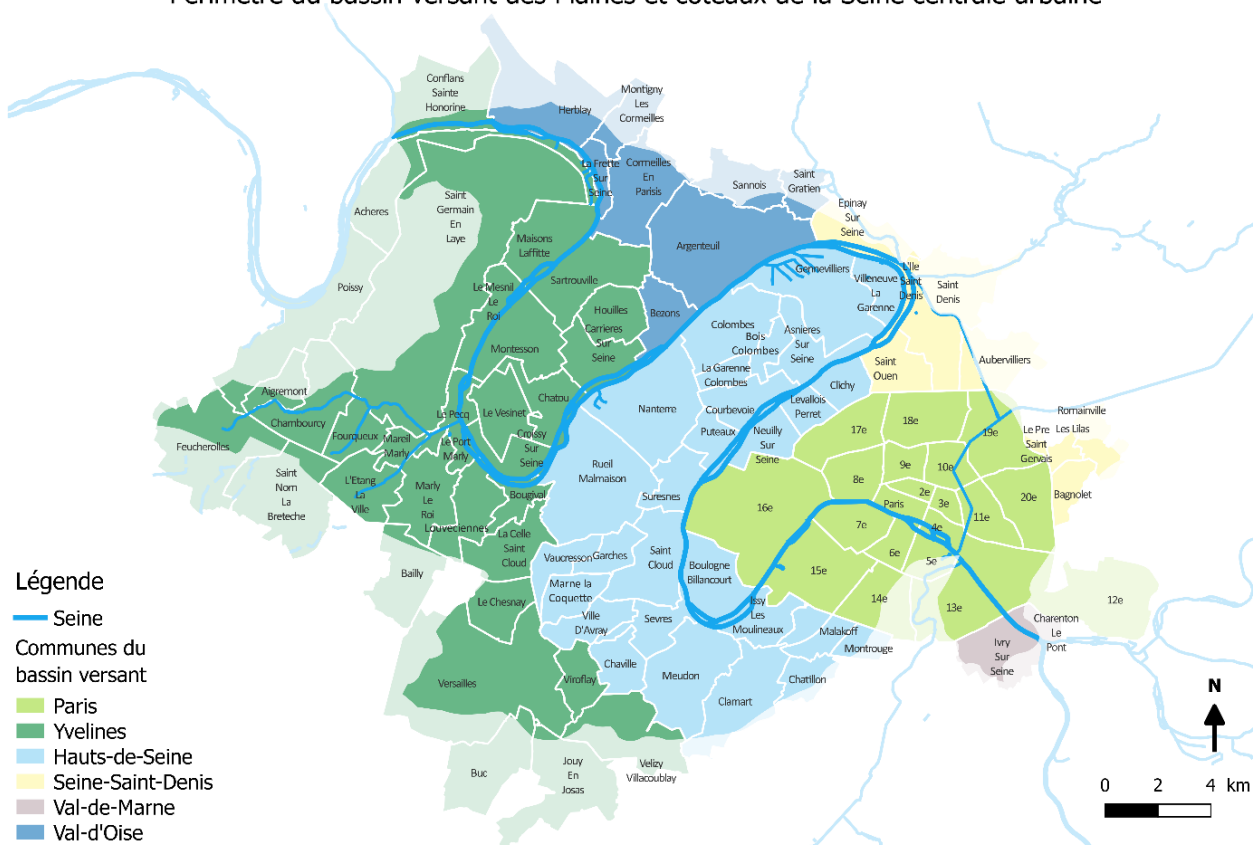 Périmètre du bassin versant des Plaines et coteaux de la Seine centrale urbaine
Conflans
Sainte
Honorine
Herblay
Montigny
Les
Cormeilles
La Frette
Sur
Seine
Cormeilles
En
Parisis
Sannois
Saint
Gratien
Epinay
Sur
Seine
Acheres
Saint
Germain
En
Laye
Maisons
Laffitte
Argenteuil
Gennevilliers
Villeneuve
La
Garenne
L'Ile
Saint
Denis
Saint
Denis
Poissy
Le Mesnil
Le
Roi
Sartrouville
Houilles
Bezons
Carrieres
Sur
Seine
Colombes
Bois
Colombes
Asnieres
Sur
Seine
Montesson
La Garenne
Colombes
Saint
Ouen
Aubervilliers
Aigremont
Chambourcy
Le Pecq
Le Vesinet
Chatou
Nanterre
Courbevoie
Levallois
Perret
Clichy
Puteaux
Neuilly
Sur
Seine
17e
18e
19e
Romainville
Le Pre
Saint
Gervais
Les Lilas
Feucherolles
Fourqueux
Mareil
Marly
Le Port
Marly
Croissy
Sur
Seine
Rueil
Malmaison
Suresnes
8e
9e
10e
Bagnolet
Saint
Nom
La
Breteche
L'Etang
La
Ville
Marly
Le
Roi
Bougival
16e
Paris
2e
3e
11e
20e
Louveciennes
La Celle
Saint
Cloud
7e
4e
6e
5e
Vaucresson
Garches
Saint
Cloud
Boulogne
Billancourt
15e
Bailly
Marne la
Coquette
14e
13e
12e
Le Chesnay
Ville
D'Avray
Sevres
Issy
Les
Moulineaux
Malakoff
Montrouge
Charenton
Le
Pont
Ivry
Sur
Seine
Versailles
Viroflay
Chaville
Meudon
Chatillon
Clamart
Buc
Jouy
En
Josas
Velizy
Villacoublay
Légende
Seine
Communes du
bassin versant
Paris
Yvelines
Hauts-de-Seine
Seine-Saint-Denis
Val-de-Marne
Val-d'Oise
N
0 2 4 km